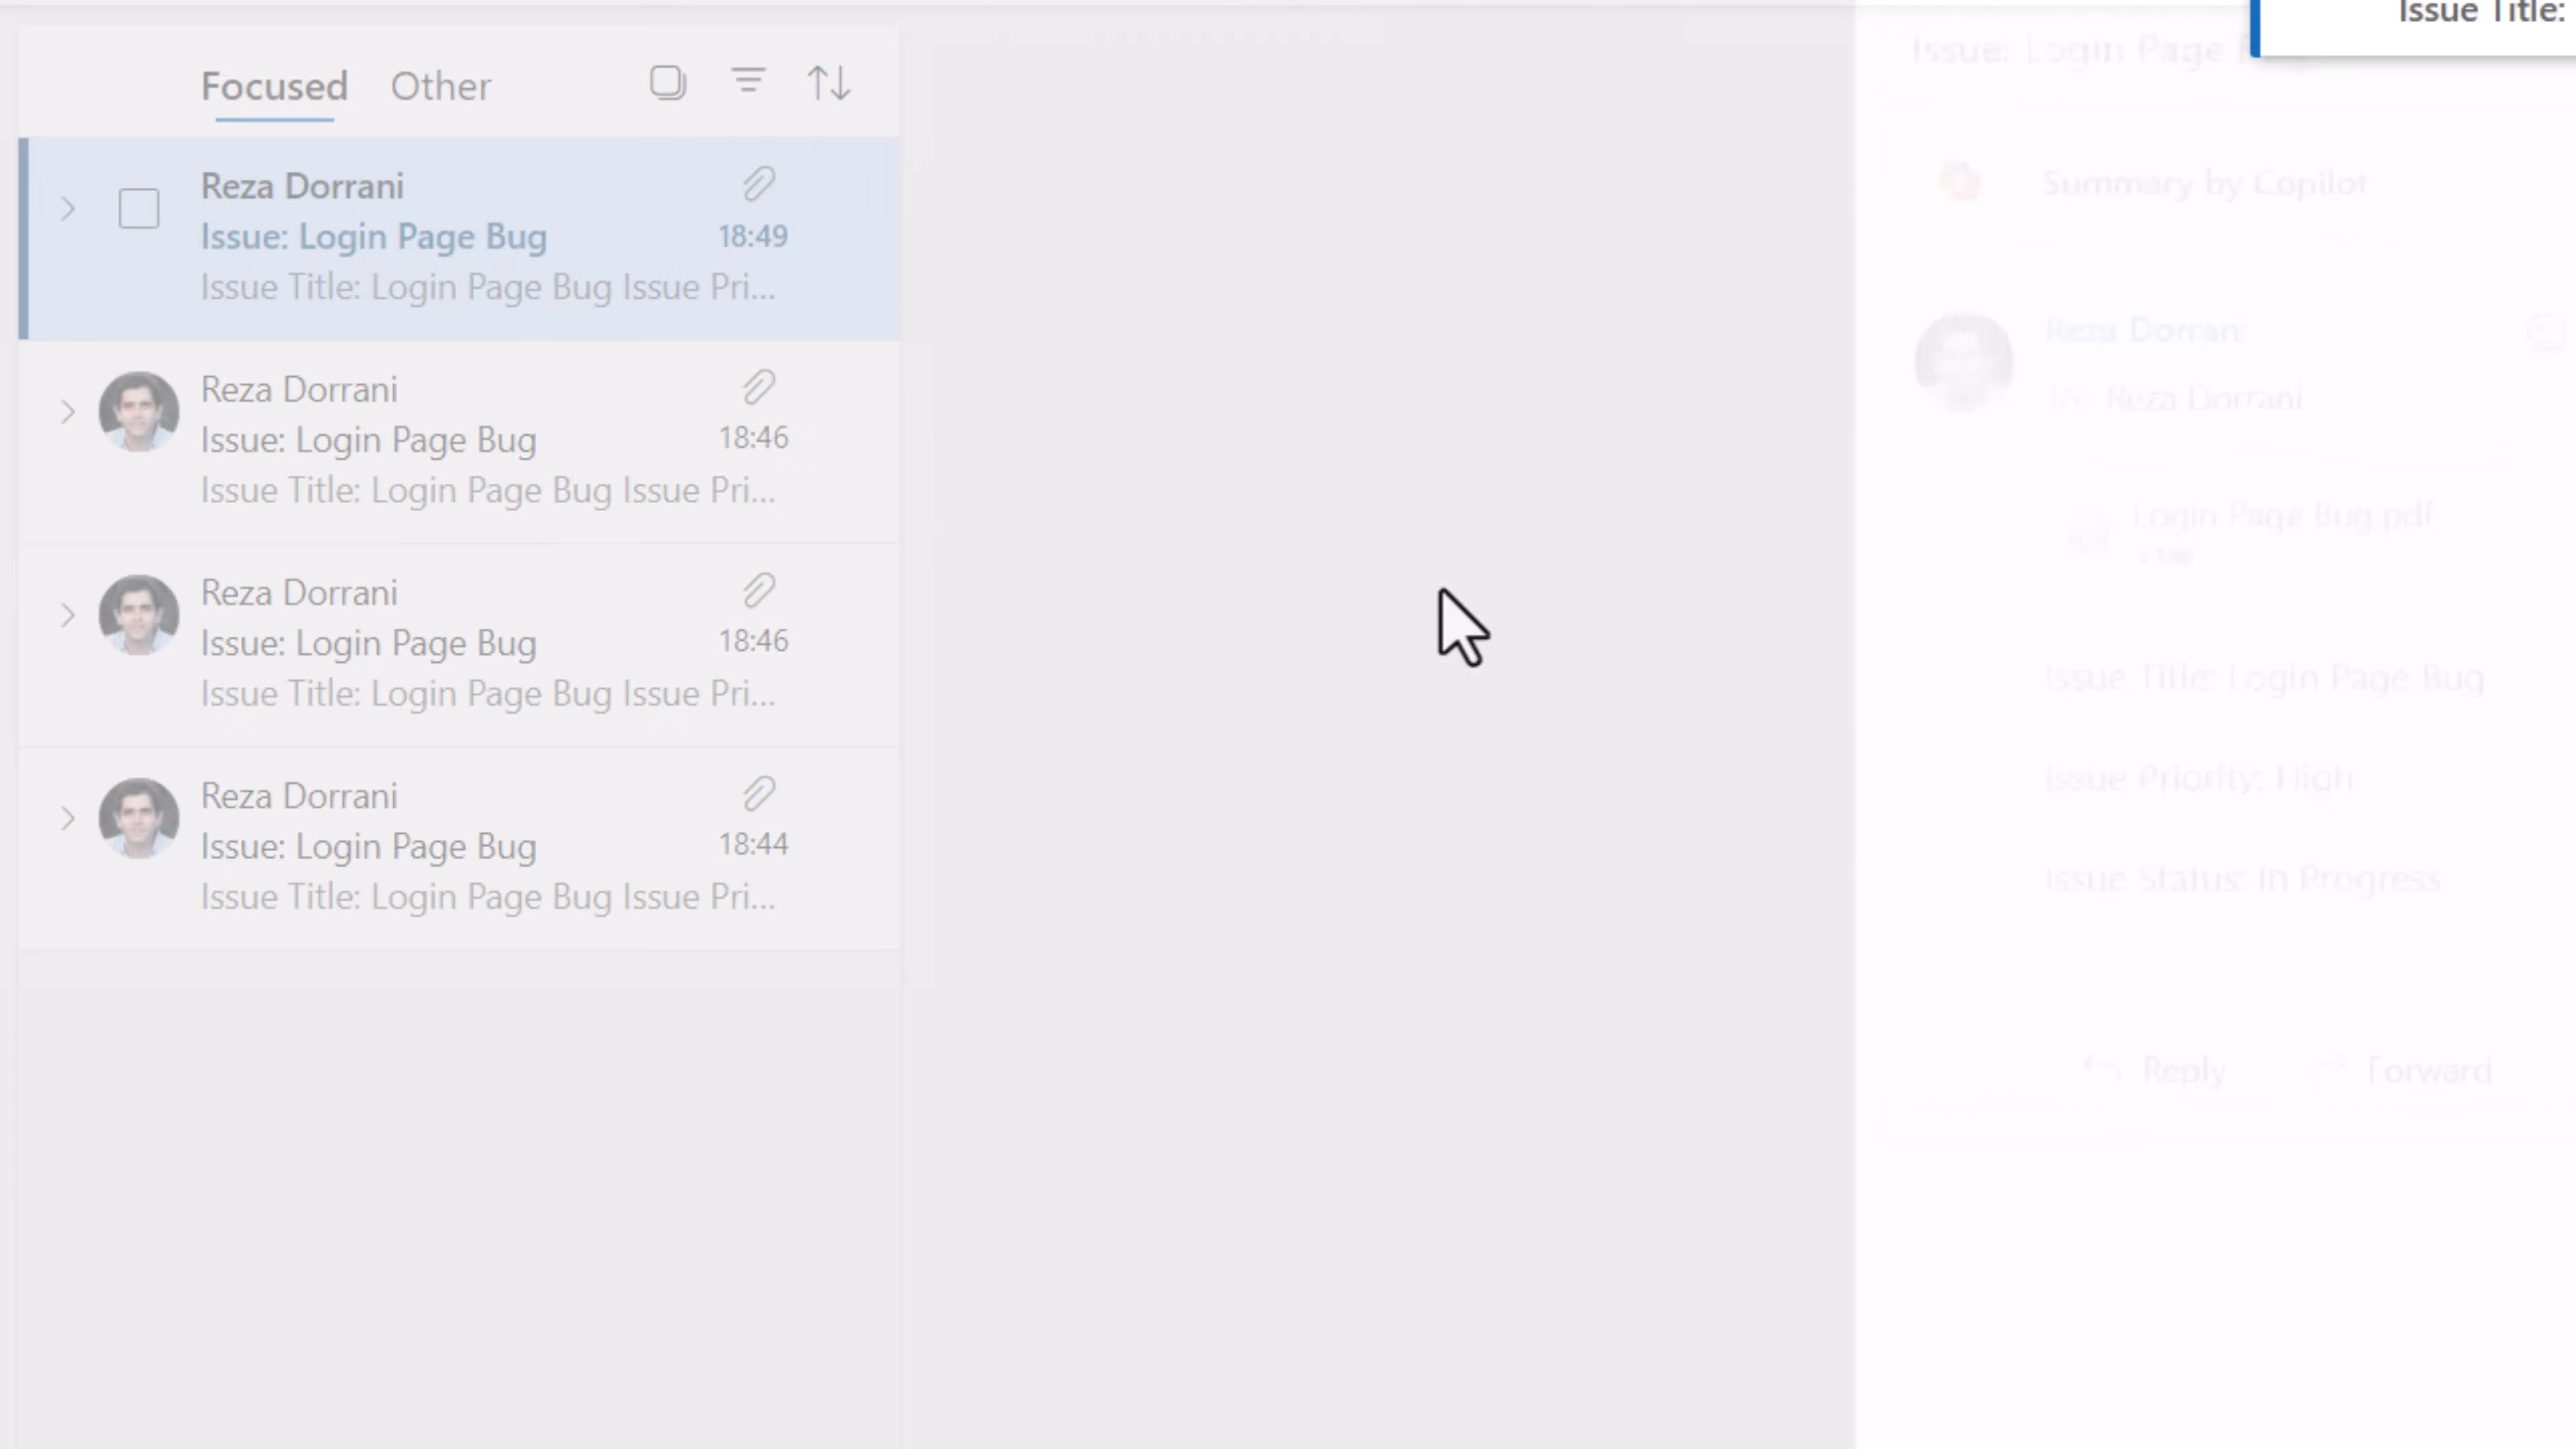 Focused Other
Reza Dorrani
Issue: Login Page Bug 18:49
Issue Title: Login Page Bug Issue Pri...
Reza Dorrani
Issue: Login Page Bug 18:46
Issue Title: Login Page Bug Issue Pri...
Reza Dorrani
Issue: Login Page Bug 18:46
Issue Title: Login Page Bug Issue Pri...
Reza Dorrani
Issue: Login Page Bug 18:44
Issue Title: Login Page Bug Issue Pri...
Issue Title:
Issue: Login Page
Summary by Copilot
Reza Dorrani
Reza Dorrani
Login Page Bug.pdf
Issue Title: Login Page Bug
Issue Priority: High
Issue Status: In Progress
Reply Forward